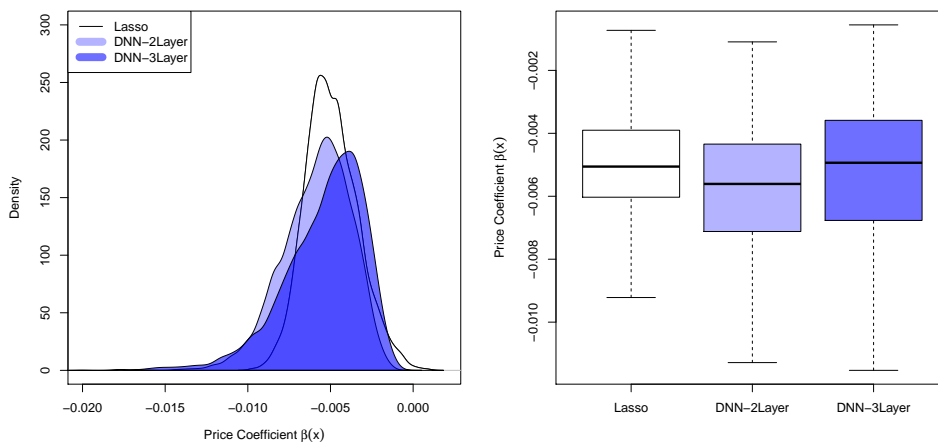 Lasso
DNN−2Layer
DNN−3Layer
300
250
200
150
100
50
0
Density
−0.020 −0.015 −0.010 −0.005 0.000
Price Coefficient β(x)
−0.002
−0.004
−0.006
−0.008
−0.010
Price Coefficient β(x)
Lasso DNN−2Layer DNN−3Layer